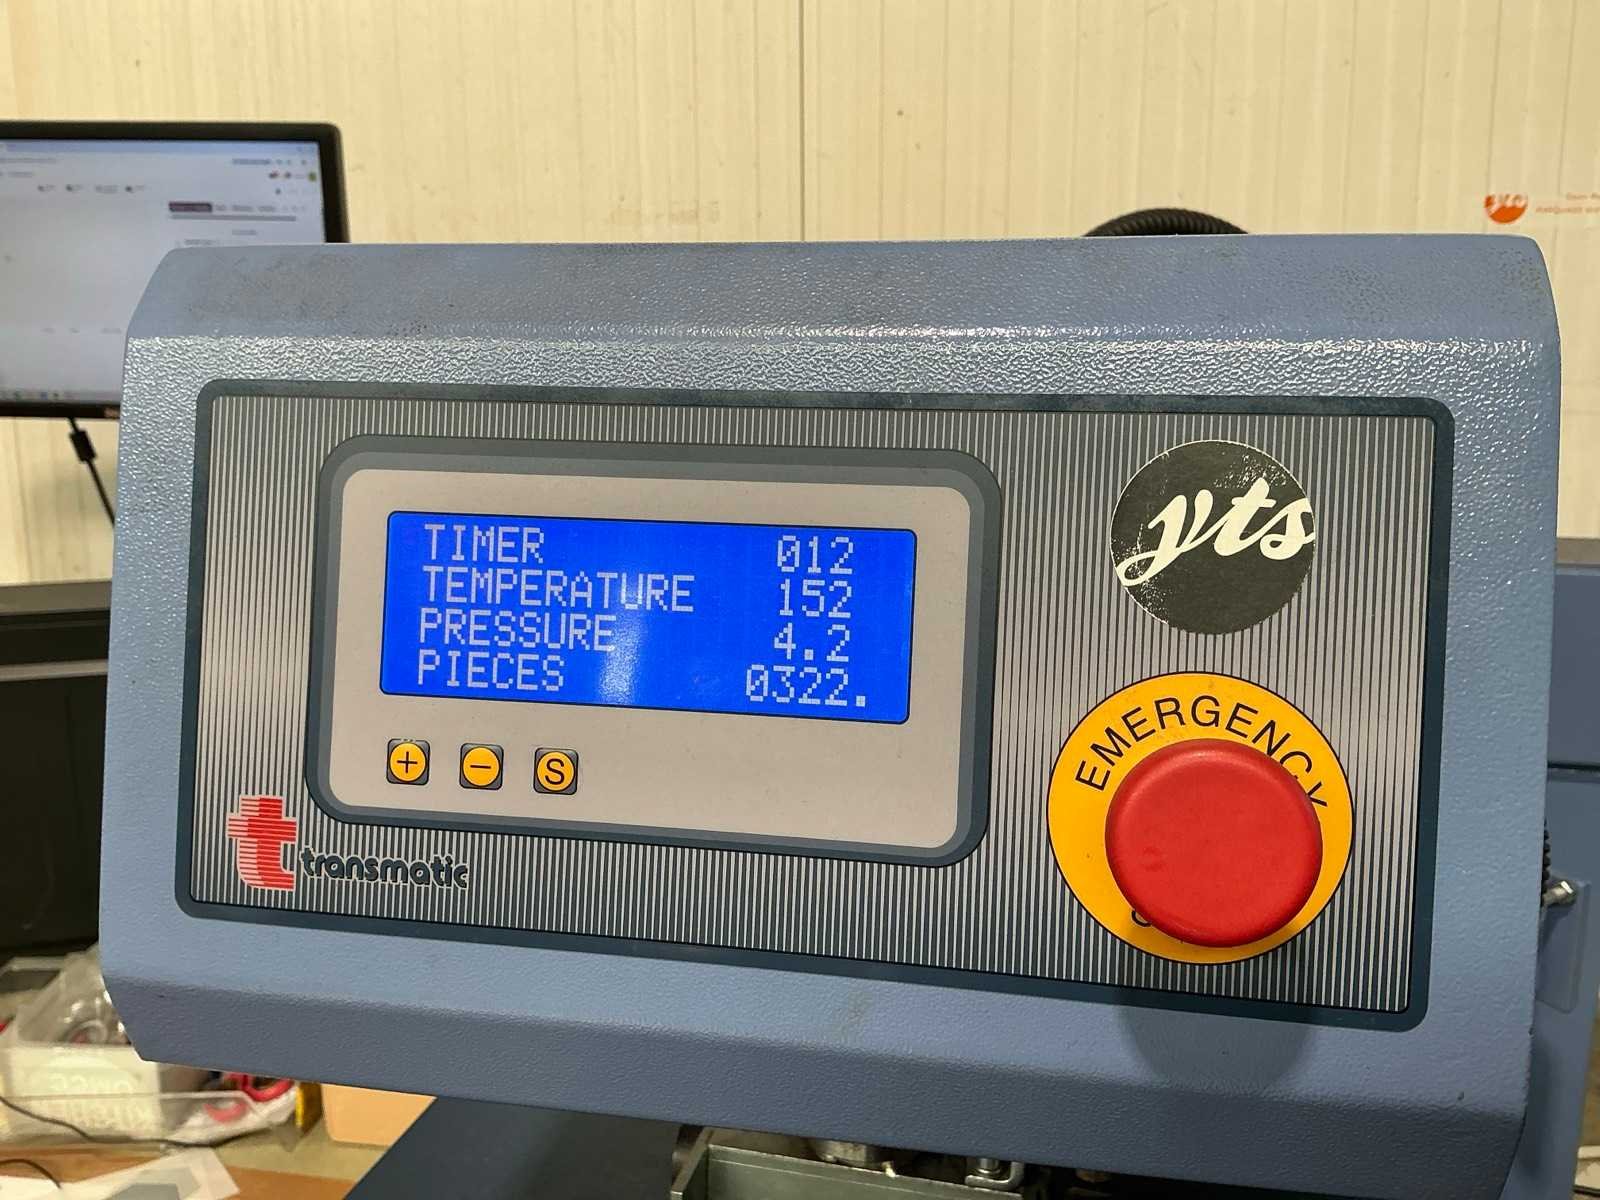 TIMER 012
TEMPERATURE 152
PRESSURE 4.2
PIECES 0322.
+ - S
t transmatic
yts
EMERGENCY